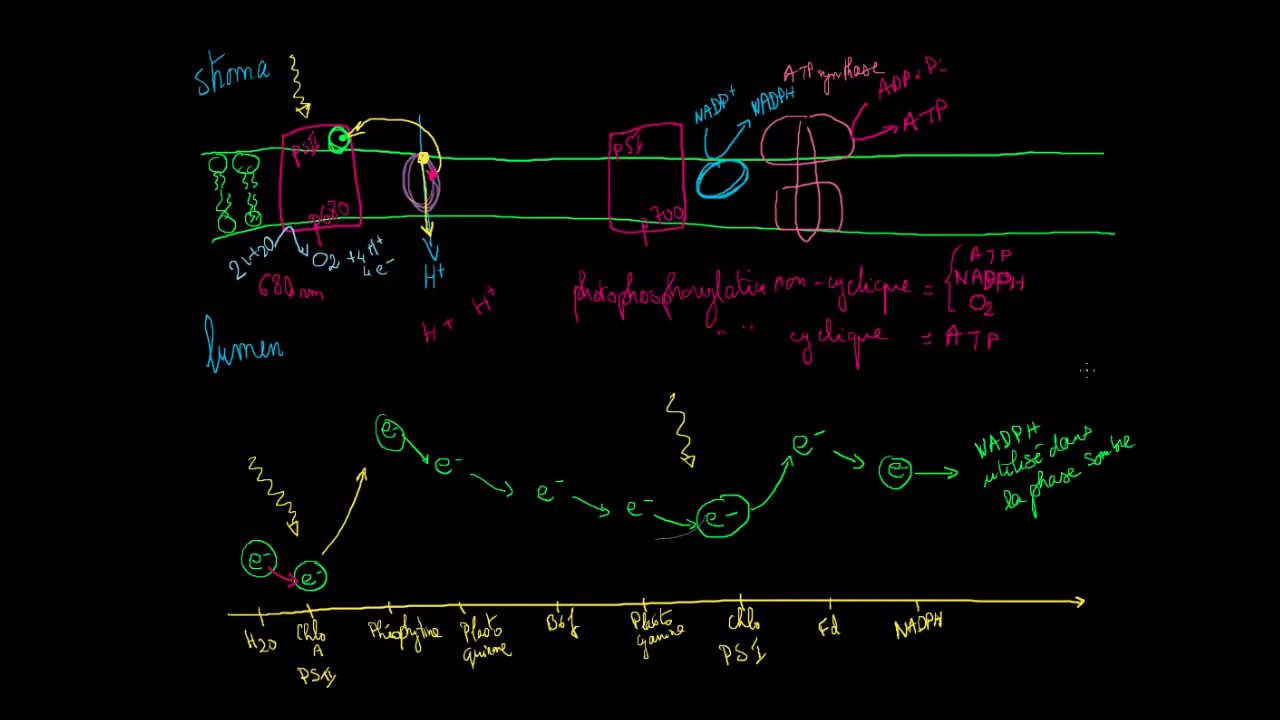 stroma
ATP synthase
NADP+
NADPH
ADP + Pi
ATP
PSII
PSI
P680
P700
2H2O
O2 + 4H+
4e-
680nm
H+
H+ H+
lumen
photophosphorylation non-cyclique = ATP
NADPH
O2
" " cyclique = ATP
e-
e-
e-
e-
e-
e-
e-
e-
e-
NADPH
utilisé dans
la phase sombre
H2O
Chlo
A
PSII
Phéophytine
Plasto
quinone
B6f
Plasto
cyanine
Chlo
PSI
Fd
NADPH